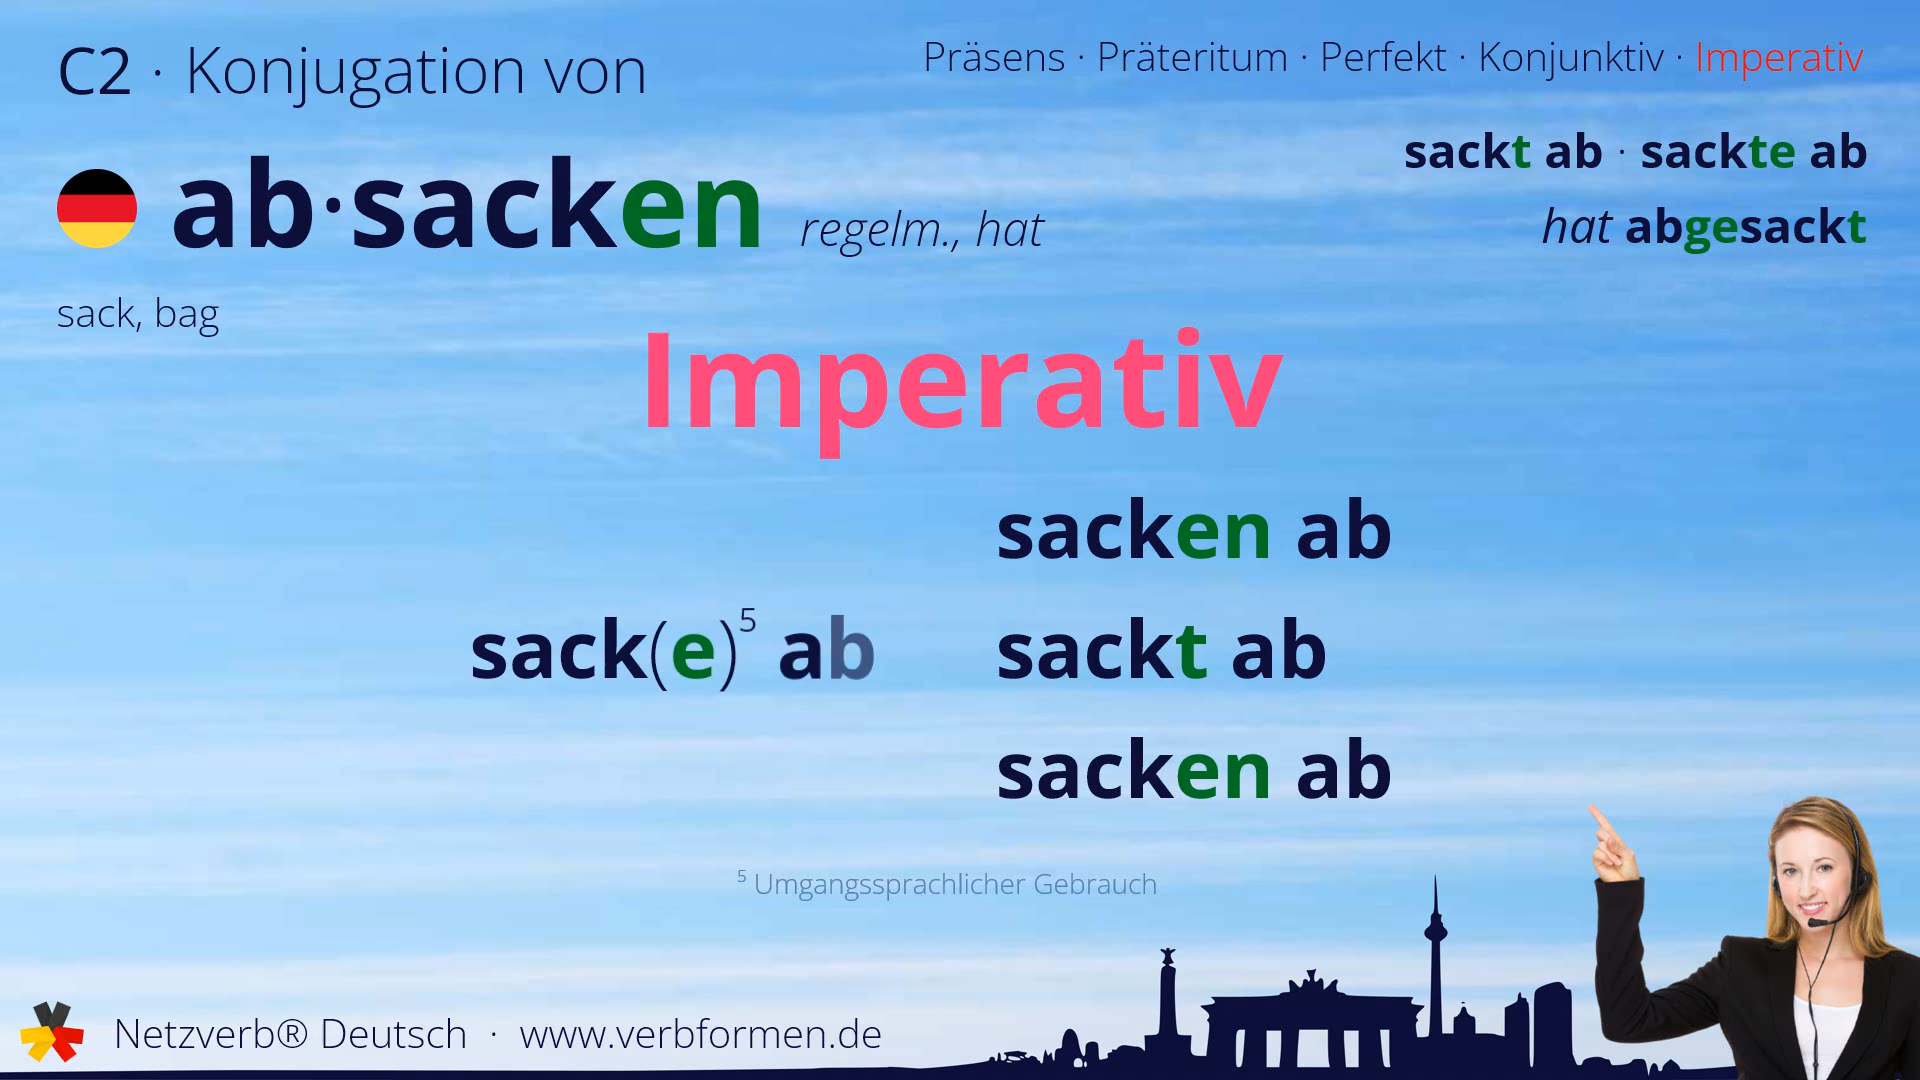 C2 · Konjugation von
Präsens · Präteritum · Perfekt · Konjunktiv · Imperativ
ab·sacken regelm., hat
sackt ab · sackte ab
hat abgesackt
sack, bag
Imperativ
sacken ab
sack(e)⁵ ab
sackt ab
sacken ab
⁵ Umgangssprachlicher Gebrauch
Netzverb® Deutsch · www.verbformen.de